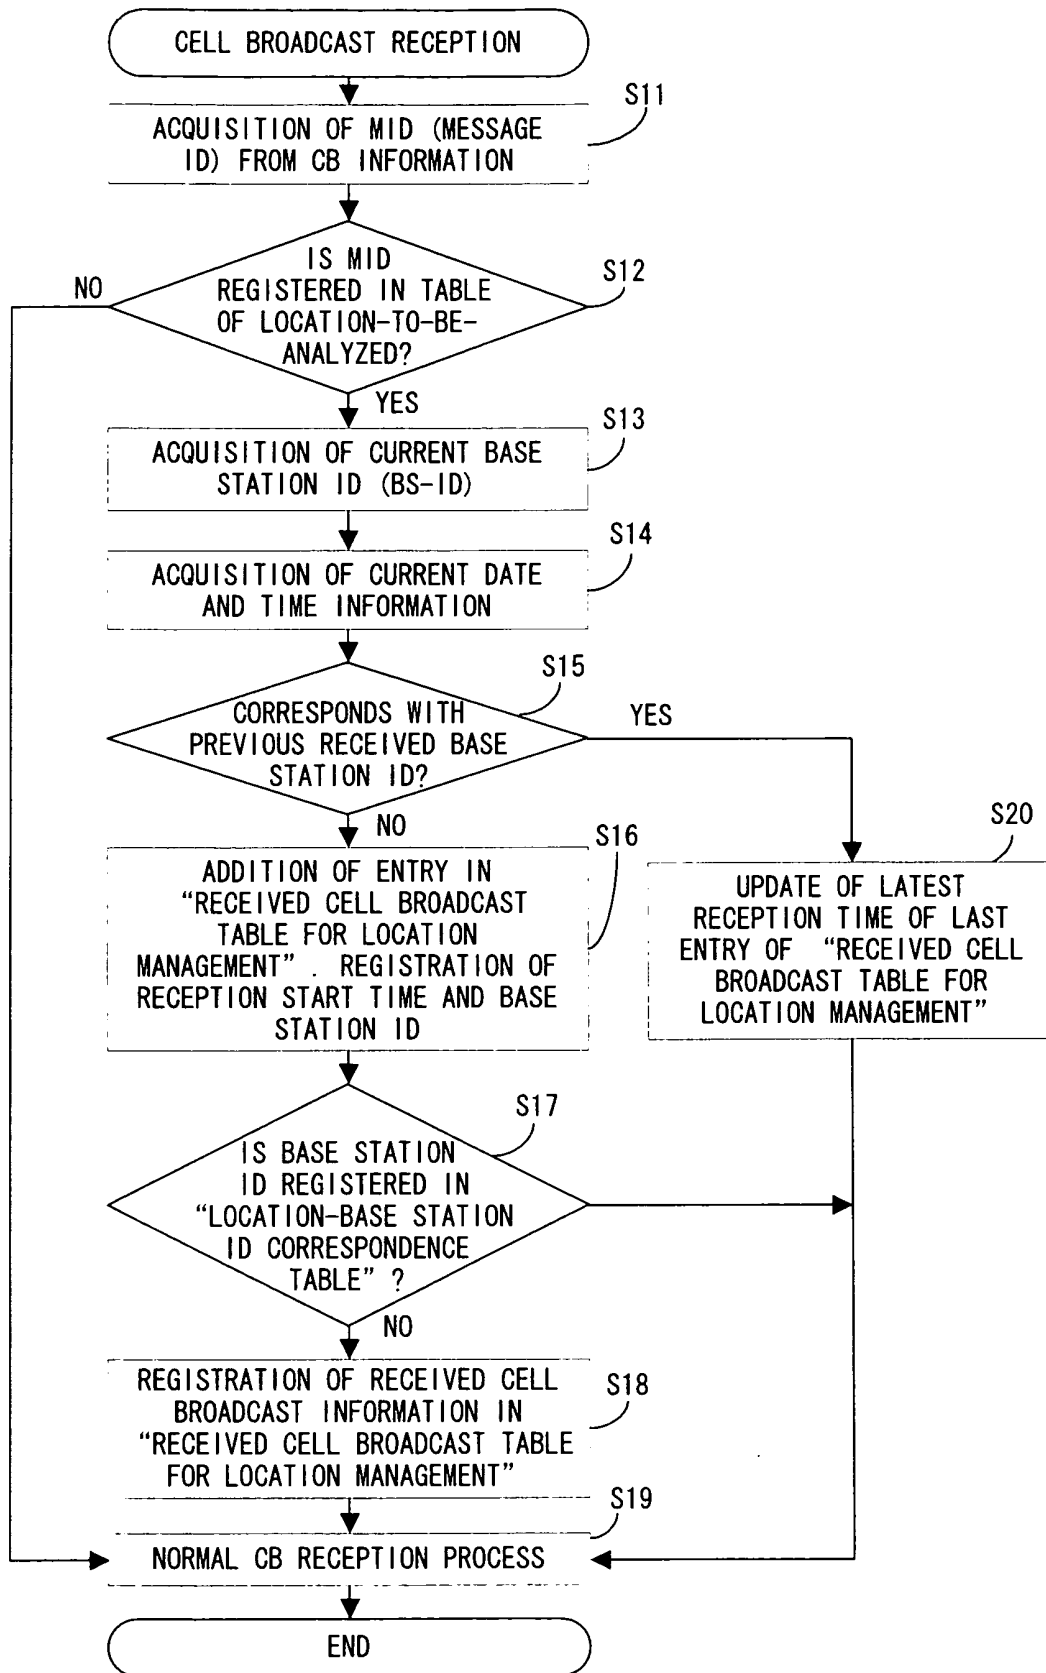 CELL BROADCAST RECEPTION
S11
ACQUISITION OF MID (MESSAGE
ID) FROM CB INFORMATION
S12
IS MID
REGISTERED IN TABLE
OF LOCATION-TO-BE-
ANALYZED?
NO
YES
S13
ACQUISITION OF CURRENT BASE
STATION ID (BS-ID)
S14
ACQUISITION OF CURRENT DATE
AND TIME INFORMATION
S15
CORRESPONDS WITH
PREVIOUS RECEIVED BASE
STATION ID?
YES
NO
S16
ADDITION OF ENTRY IN
“RECEIVED CELL BROADCAST
TABLE FOR LOCATION
MANAGEMENT”. REGISTRATION OF
RECEPTION START TIME AND BASE
STATION ID
S20
UPDATE OF LATEST
RECEPTION TIME OF LAST
ENTRY OF “RECEIVED CELL
BROADCAST TABLE FOR
LOCATION MANAGEMENT”
S17
IS BASE STATION
ID REGISTERED IN
“LOCATION-BASE STATION
ID CORRESPONDENCE
TABLE” ?
NO
S18
REGISTRATION OF RECEIVED CELL
BROADCAST INFORMATION IN
“RECEIVED CELL BROADCAST TABLE
FOR LOCATION MANAGEMENT”
S19
NORMAL CB RECEPTION PROCESS
END